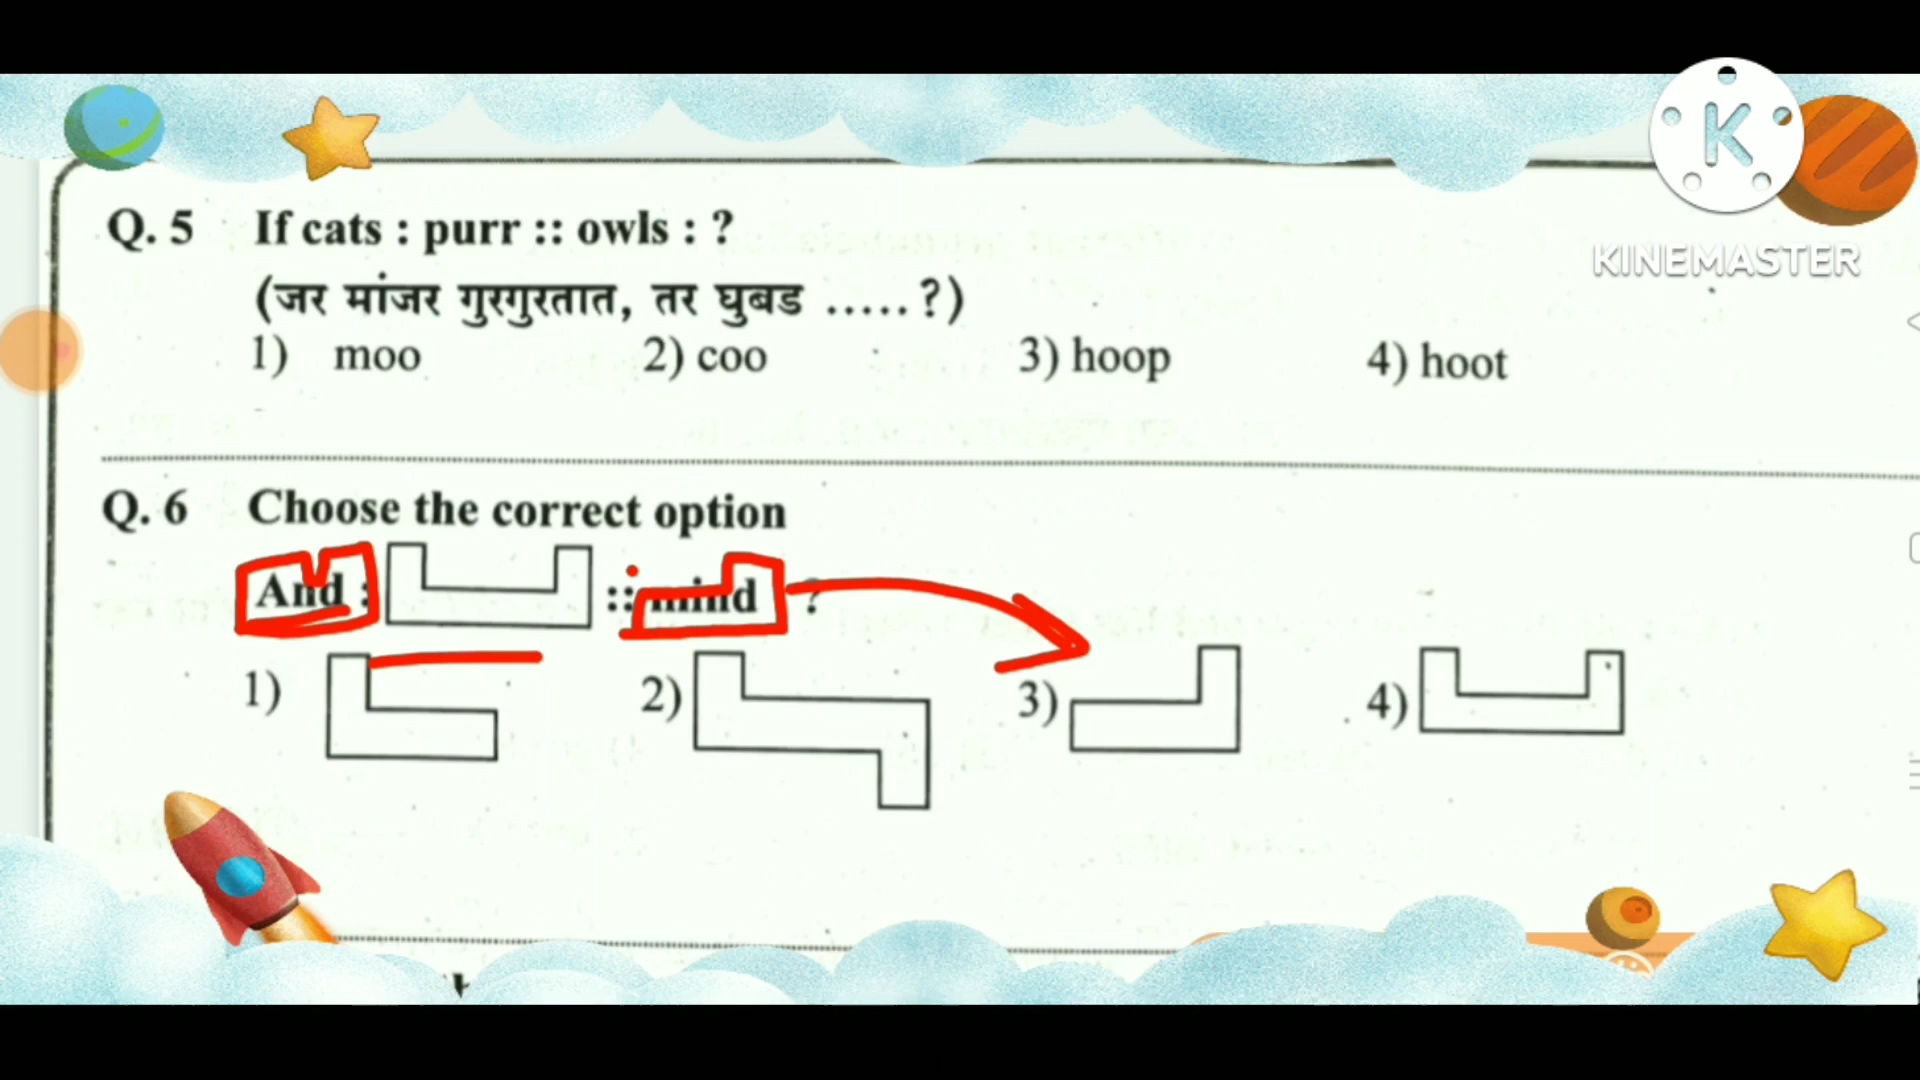 K
KINEMASTER
Q. 5 If cats : purr :: owls : ?
(जर मांजर गुरगुरतात, तर घुबड .....?)
1) moo 2) coo 3) hoop 4) hoot
Q. 6 Choose the correct option
And : :: mind ?
1) 2) 3) 4)